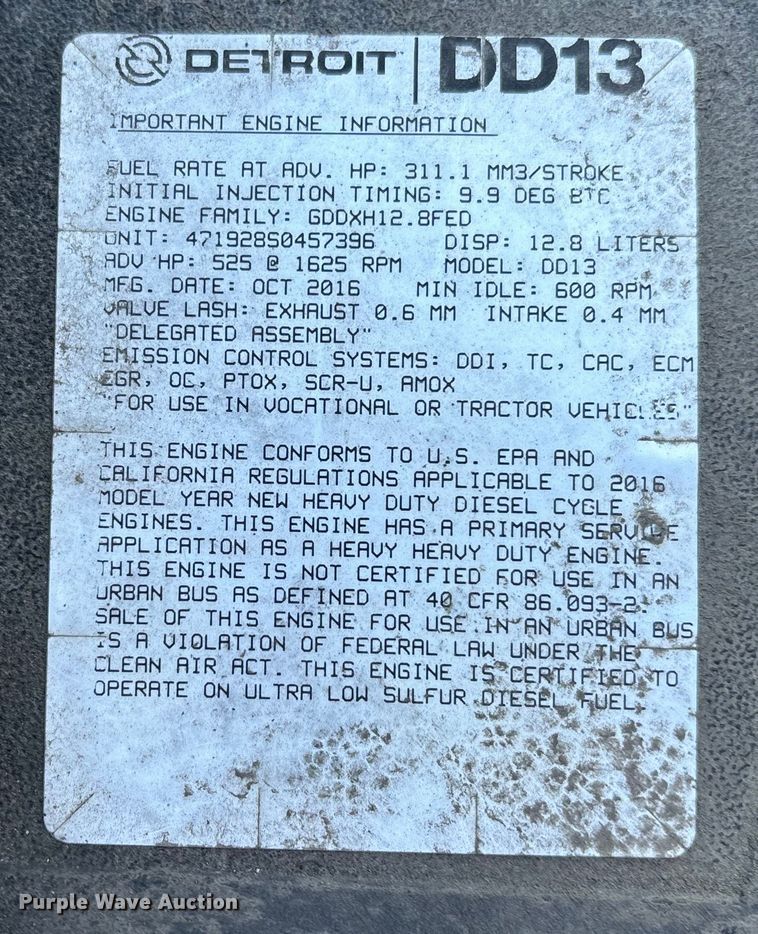 DETROIT | DD13
IMPORTANT ENGINE INFORMATION
FUEL RATE AT ADV. HP: 311.1 MM3/STROKE
INITIAL INJECTION TIMING: 9.9 DEG BTC
ENGINE FAMILY: GDDXH12.8FED
UNIT: 471928S0457396 DISP: 12.8 LITERS
ADV HP: 525 @ 1625 RPM MODEL: DD13
MFG. DATE: OCT 2016 MIN IDLE: 600 RPM
VALVE LASH: EXHAUST 0.6 MM INTAKE 0.4 MM
"DELEGATED ASSEMBLY"
EMISSION CONTROL SYSTEMS: DDI, TC, CAC, ECM
EGR, OC, PTOX, SCR-U, AMOX
"FOR USE IN VOCATIONAL OR TRACTOR VEHICLES"
THIS ENGINE CONFORMS TO U.S. EPA AND
CALIFORNIA REGULATIONS APPLICABLE TO 2016
MODEL YEAR NEW HEAVY DUTY DIESEL CYCLE
ENGINES. THIS ENGINE HAS A PRIMARY SERVICE
APPLICATION AS A HEAVY HEAVY DUTY ENGINE.
THIS ENGINE IS NOT CERTIFIED FOR USE IN AN
URBAN BUS AS DEFINED AT 40 CFR 86.093-2.
SALE OF THIS ENGINE FOR USE IN AN URBAN BUS
IS A VIOLATION OF FEDERAL LAW UNDER THE
CLEAN AIR ACT. THIS ENGINE IS CERTIFIED TO
OPERATE ON ULTRA LOW SULFUR DIESEL FUEL.
Purple Wave Auction